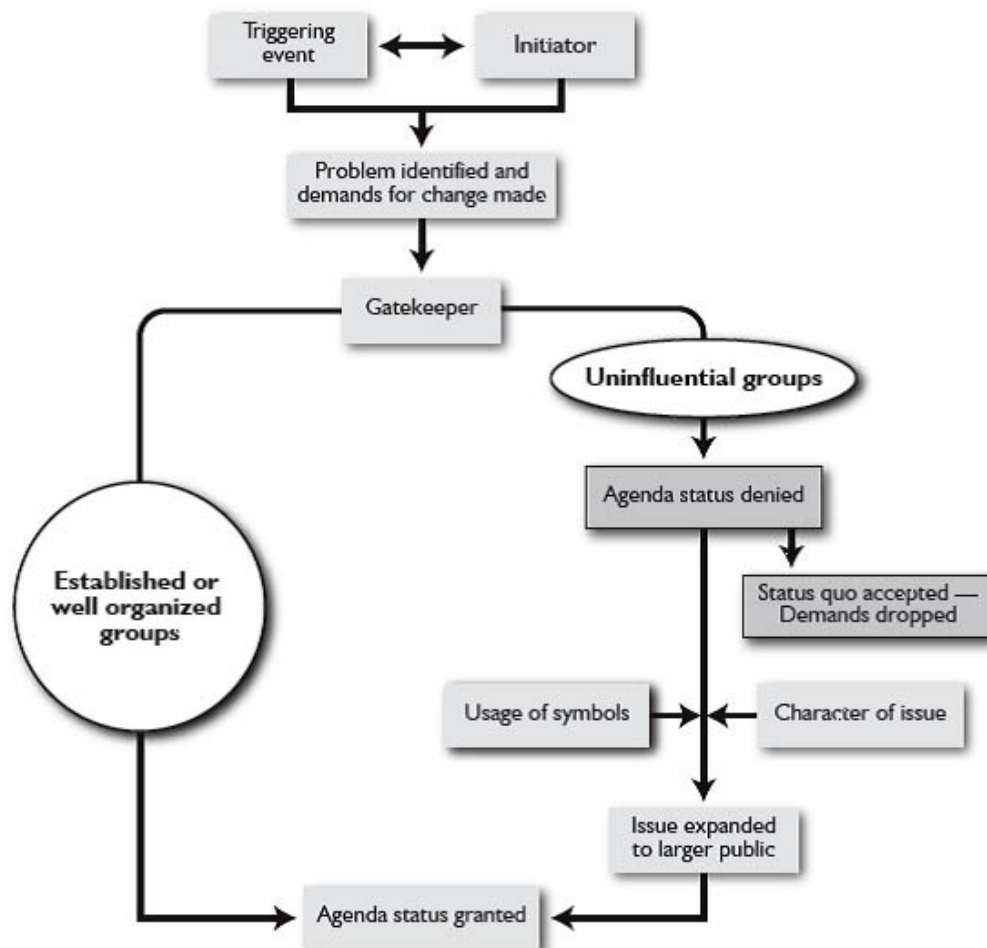 Triggering
event
Initiator
Problem identified and
demands for change made
Gatekeeper
Uninfluential groups
Agenda status denied
Established or
well organized
groups
Status quo accepted —
Demands dropped
Usage of symbols
Character of issue
Issue expanded
to larger public
Agenda status granted